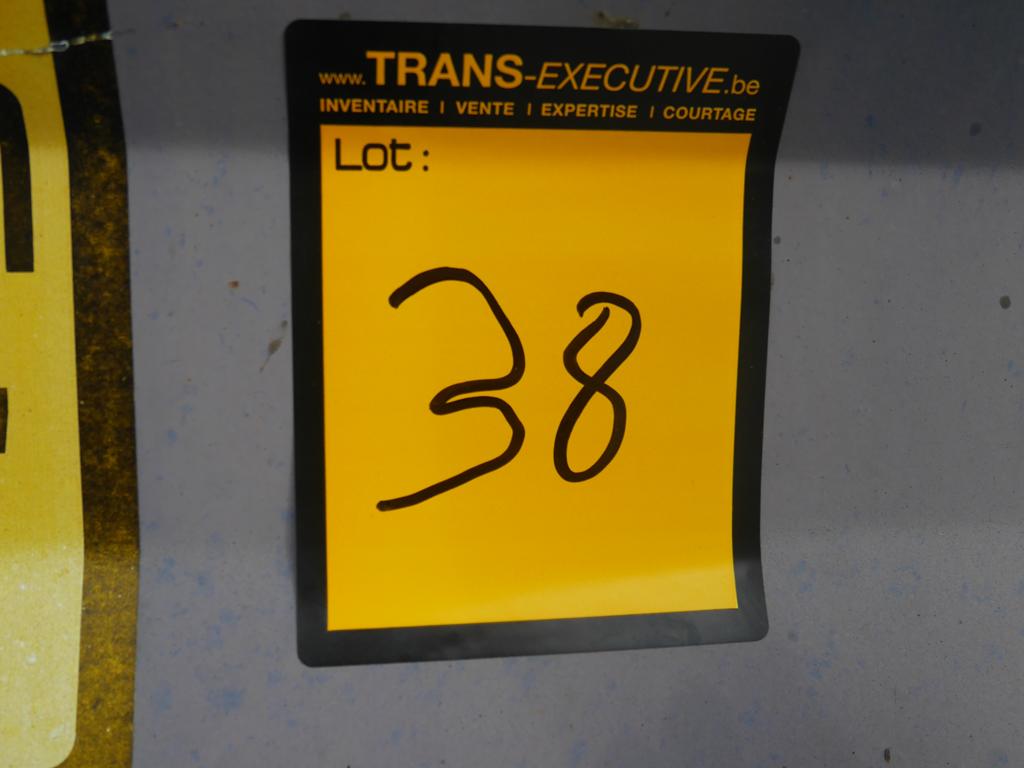 www.TRANS-EXECUTIVE.be
INVENTAIRE | VENTE | EXPERTISE | COURTAGE
Lot:
38